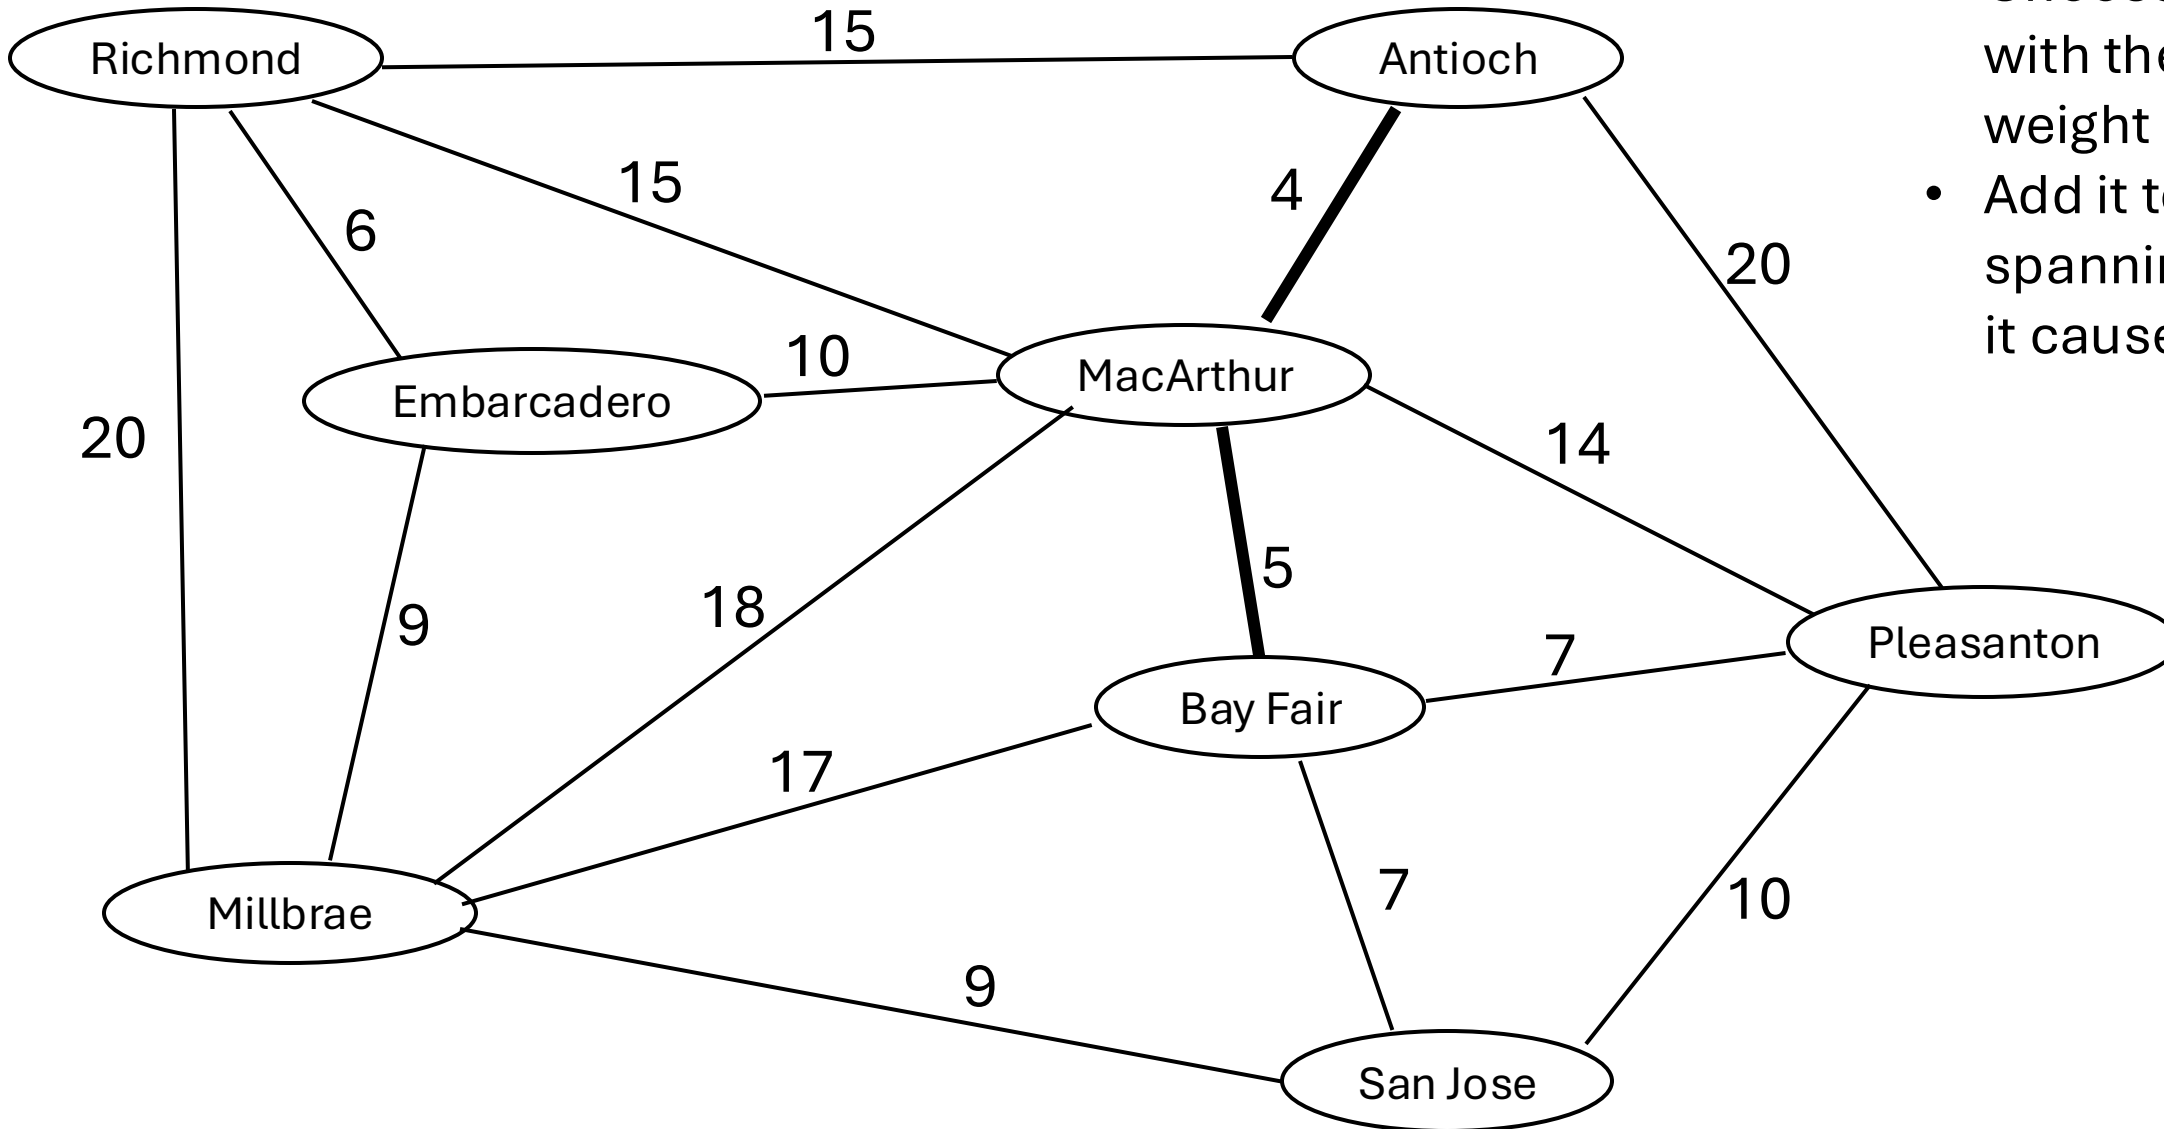 15
Richmond
Antioch
with the
weight
15
4
• Add it to
6
20
spannin
it cause
10
MacArthur
Embarcadero
20
14
5
18
9
7
Pleasanton
Bay Fair
17
7
10
Millbrae
9
San Jose